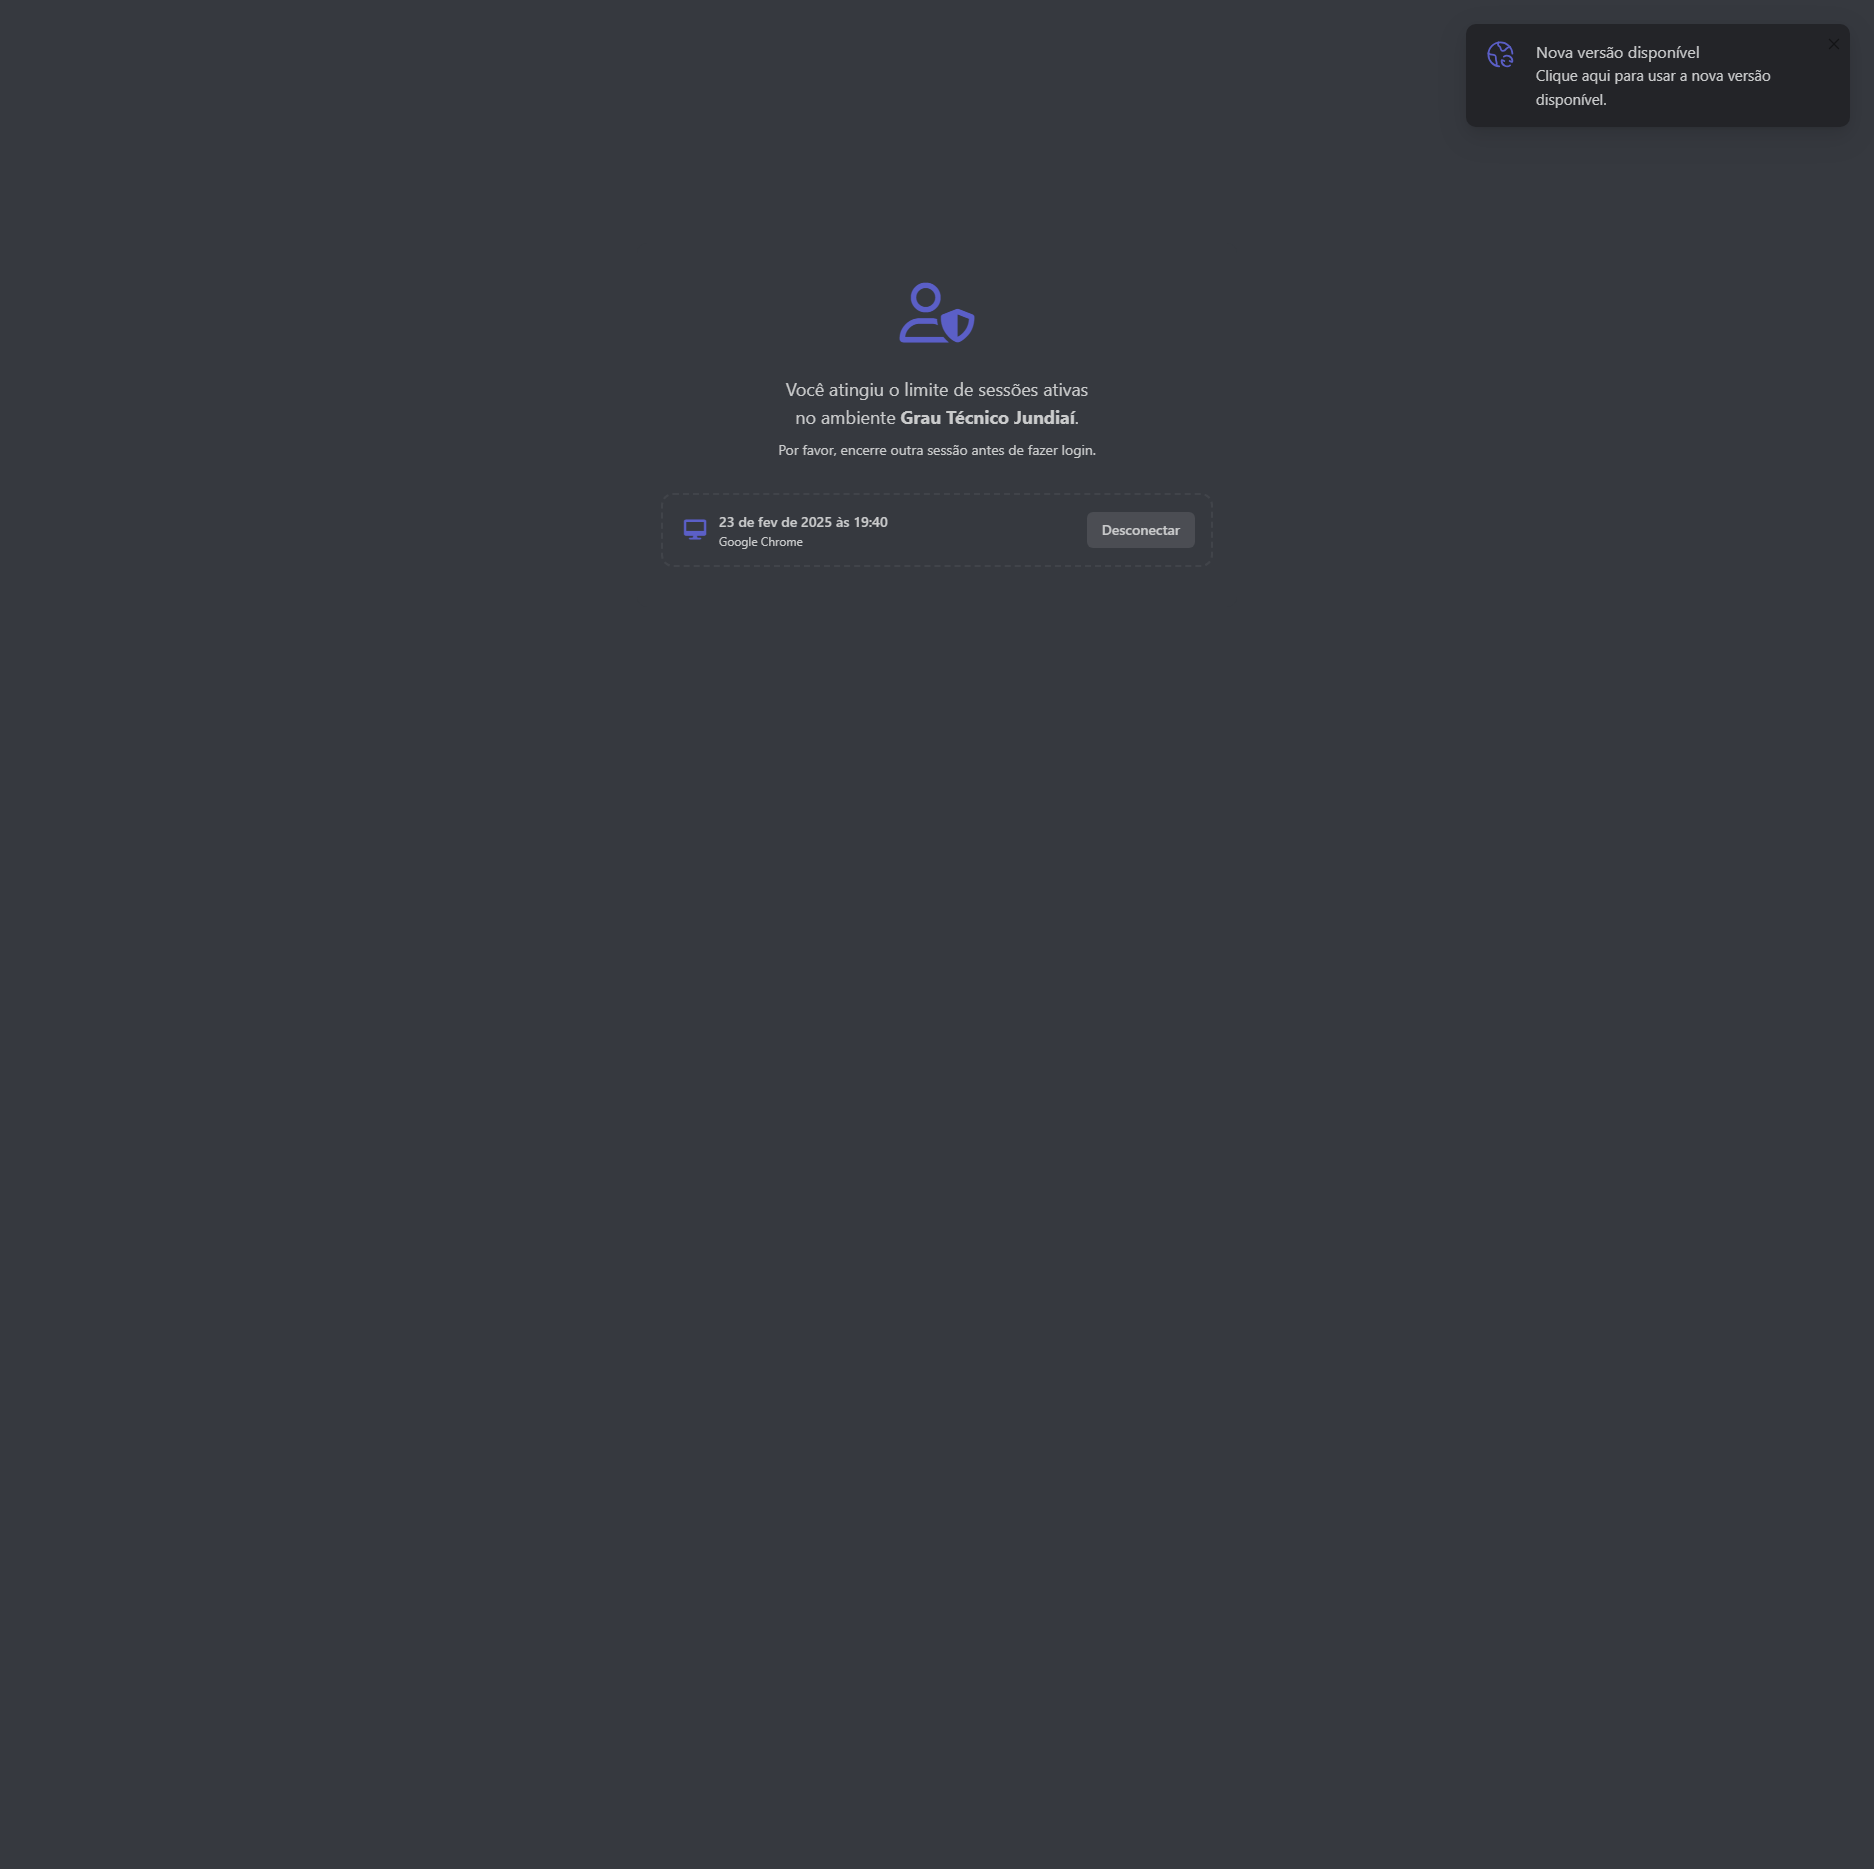 Nova versão disponível
Clique aqui para usar a nova versão
disponível.
Você atingiu o limite de sessões ativas
no ambiente Grau Técnico Jundiaí.
Por favor, encerre outra sessão antes de fazer login.
23 de fev de 2025 às 19:40
Google Chrome
Desconectar